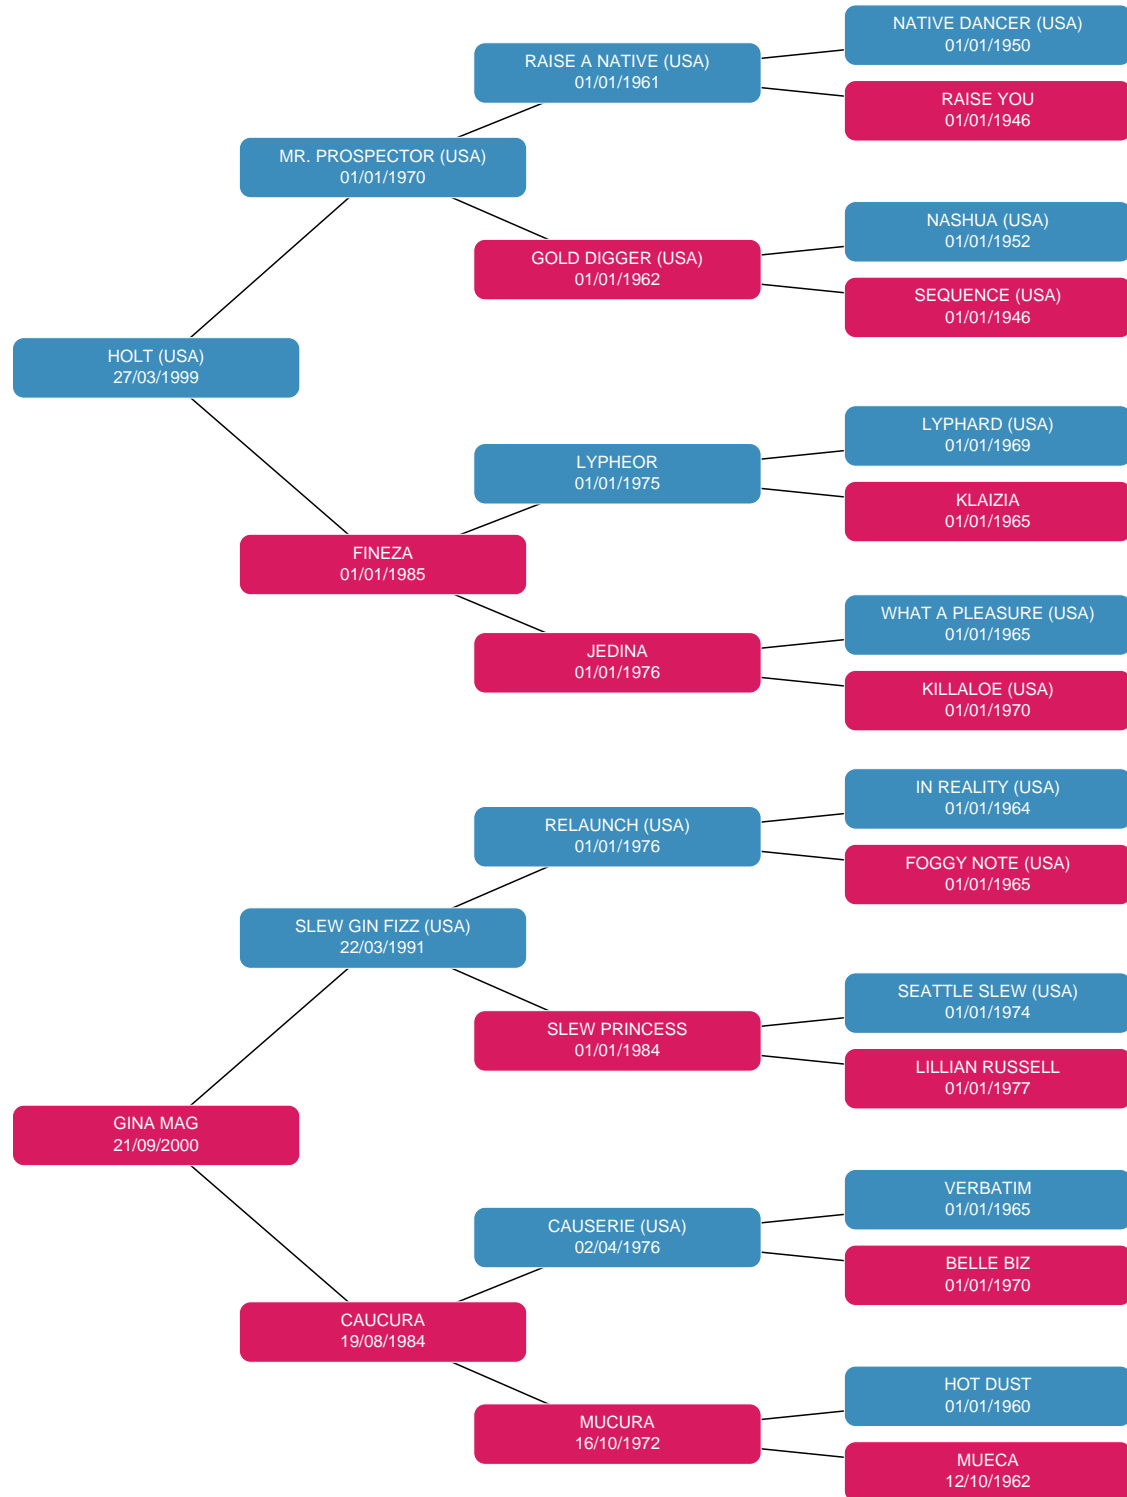 NATIVE DANCER (USA)
01/01/1950
RAISE A NATIVE (USA)
01/01/1961
RAISE YOU
01/01/1946
MR. PROSPECTOR (USA)
01/01/1970
NASHUA (USA)
01/01/1952
GOLD DIGGER (USA)
01/01/1962
SEQUENCE (USA)
01/01/1946
HOLT (USA)
27/03/1999
LYPHARD (USA)
01/01/1969
LYPHEOR
01/01/1975
KLAIZIA
01/01/1965
FINEZA
01/01/1985
WHAT A PLEASURE (USA)
01/01/1965
JEDINA
01/01/1976
KILLALOE (USA)
01/01/1970
IN REALITY (USA)
01/01/1964
RELAUNCH (USA)
01/01/1976
FOGGY NOTE (USA)
01/01/1965
SLEW GIN FIZZ (USA)
22/03/1991
SEATTLE SLEW (USA)
01/01/1974
SLEW PRINCESS
01/01/1984
LILLIAN RUSSELL
01/01/1977
GINA MAG
21/09/2000
VERBATIM
01/01/1965
CAUSERIE (USA)
02/04/1976
BELLE BIZ
01/01/1970
CAUCURA
19/08/1984
HOT DUST
01/01/1960
MUCURA
16/10/1972
MUECA
12/10/1962